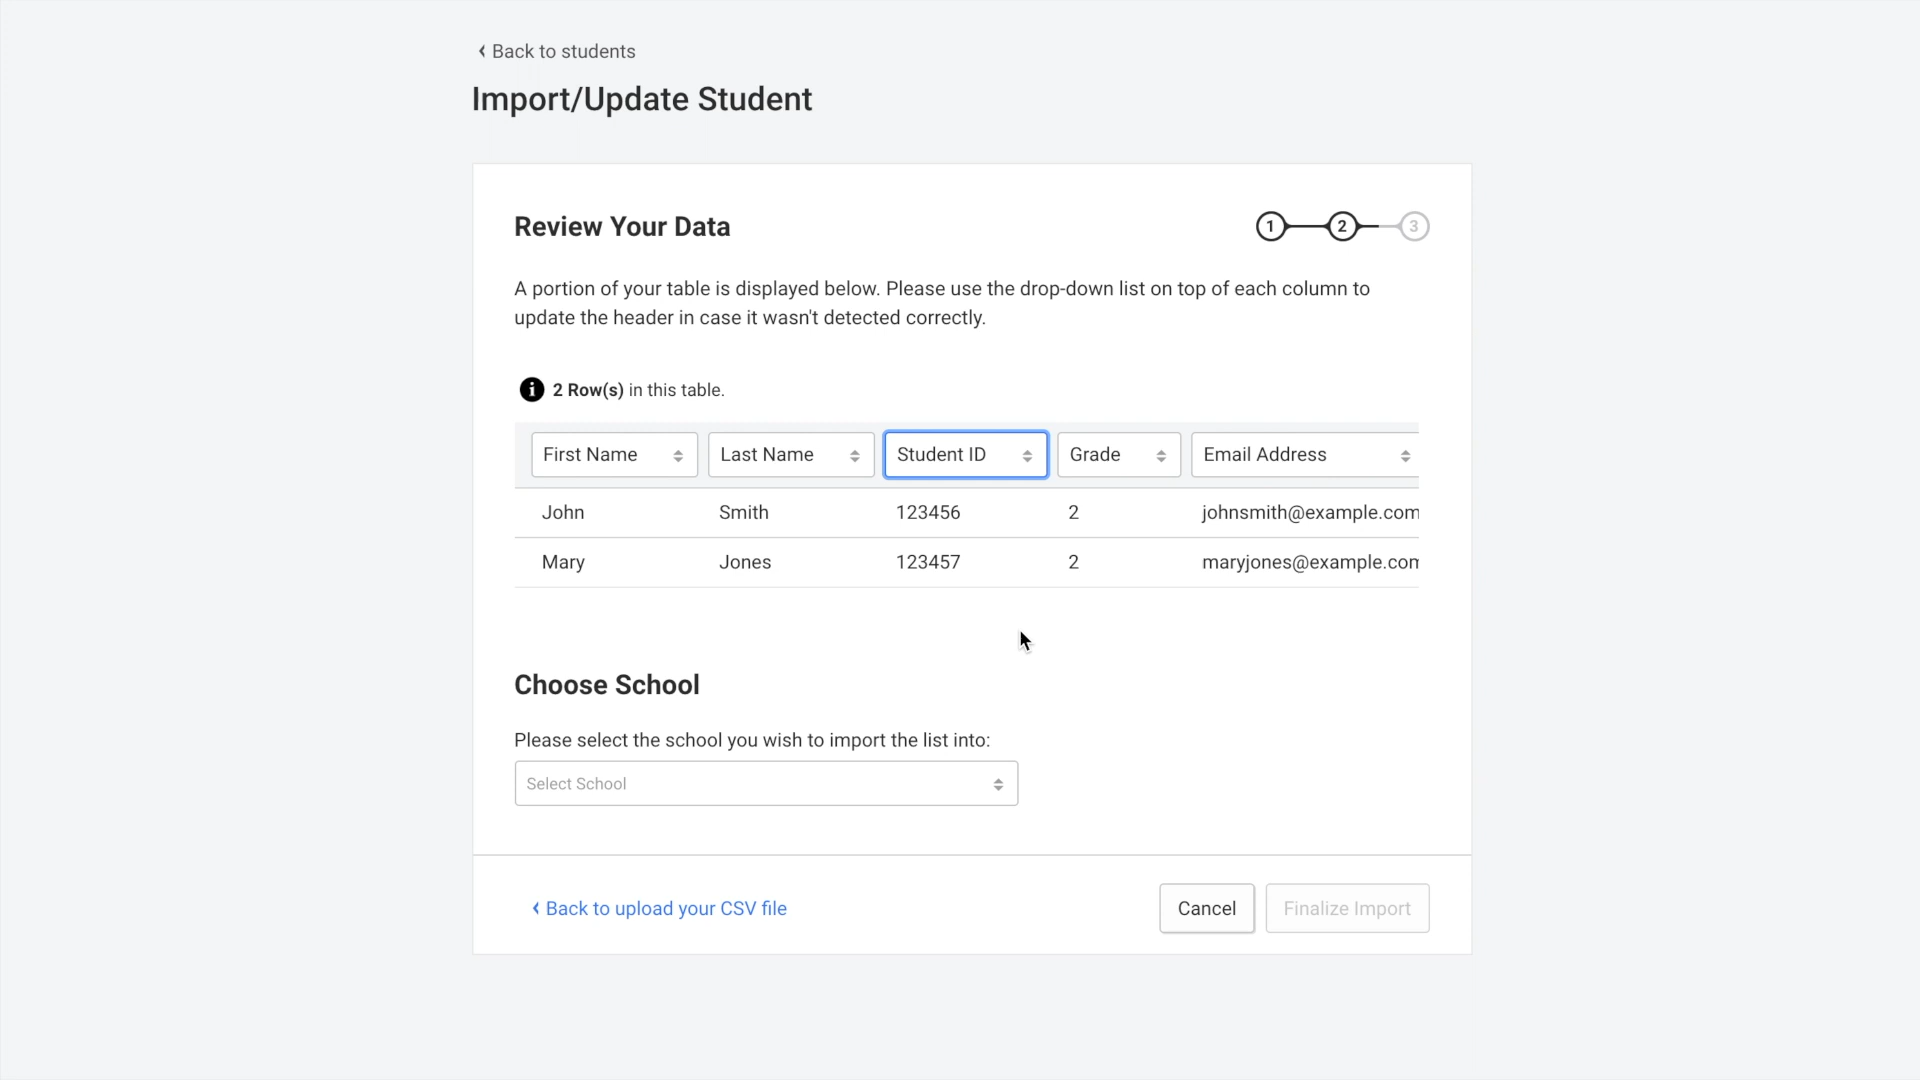 Back to students
Import/Update Student
Review Your Data
1 2 3
A portion of your table is displayed below. Please use the drop-down list on top of each column to
update the header in case it wasn't detected correctly.
i 2 Row(s) in this table.
First Name Last Name Student ID Grade Email Address
John Smith 123456 2 johnsmith@example.com
Mary Jones 123457 2 maryjones@example.com
Choose School
Please select the school you wish to import the list into:
Select School
Back to upload your CSV file Cancel Finalize Import